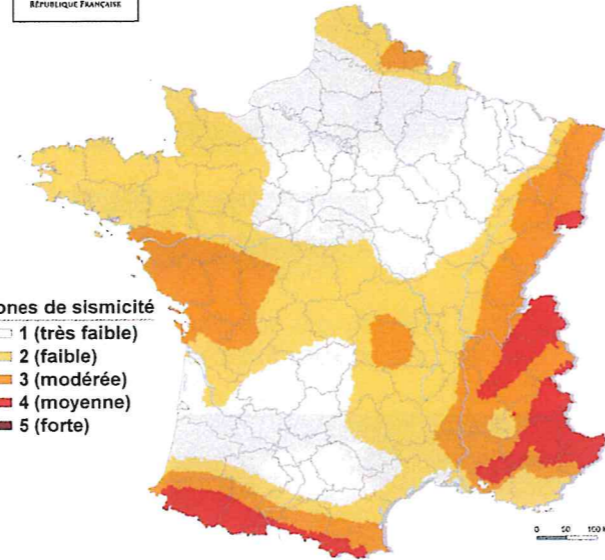 RÉPUBLIQUE FRANÇAISE
ones de sismicité
1 (très faible)
2 (faible)
3 (modérée)
4 (moyenne)
5 (forte)
0 50 100 k